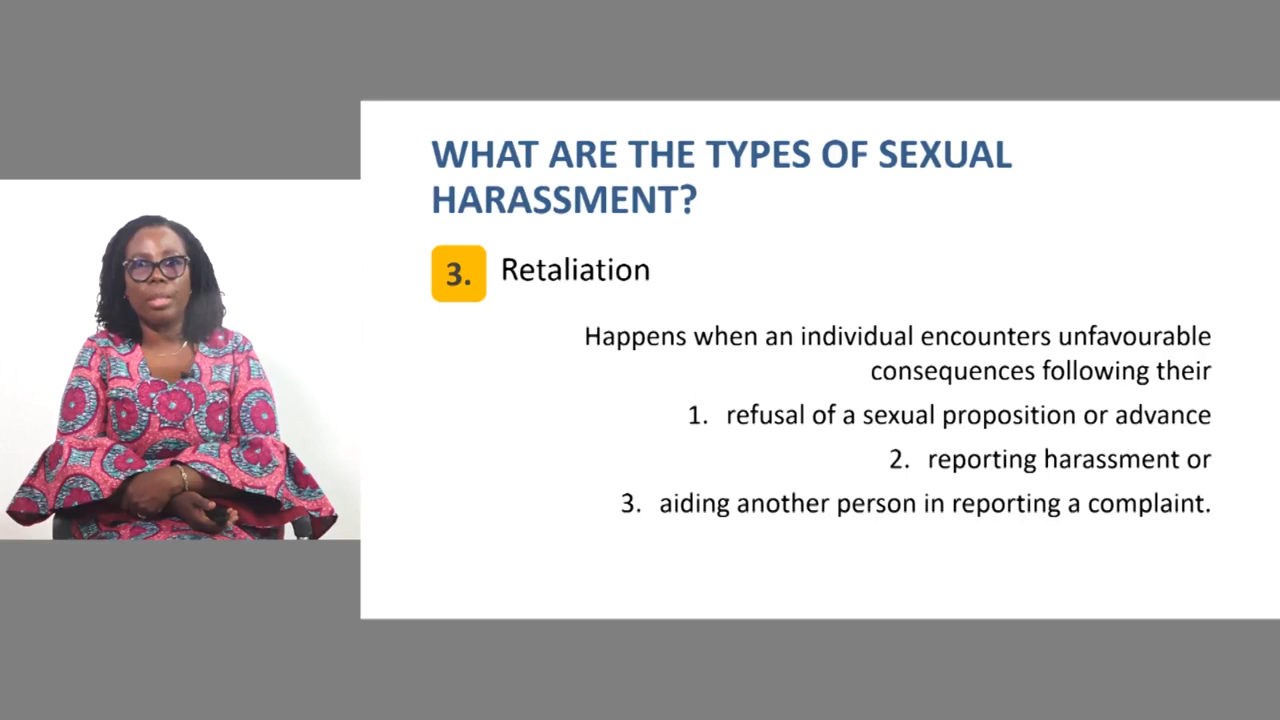 WHAT ARE THE TYPES OF SEXUAL
HARASSMENT?
3. Retaliation
Happens when an individual encounters unfavourable
consequences following their
1. refusal of a sexual proposition or advance
2. reporting harassment or
3. aiding another person in reporting a complaint.